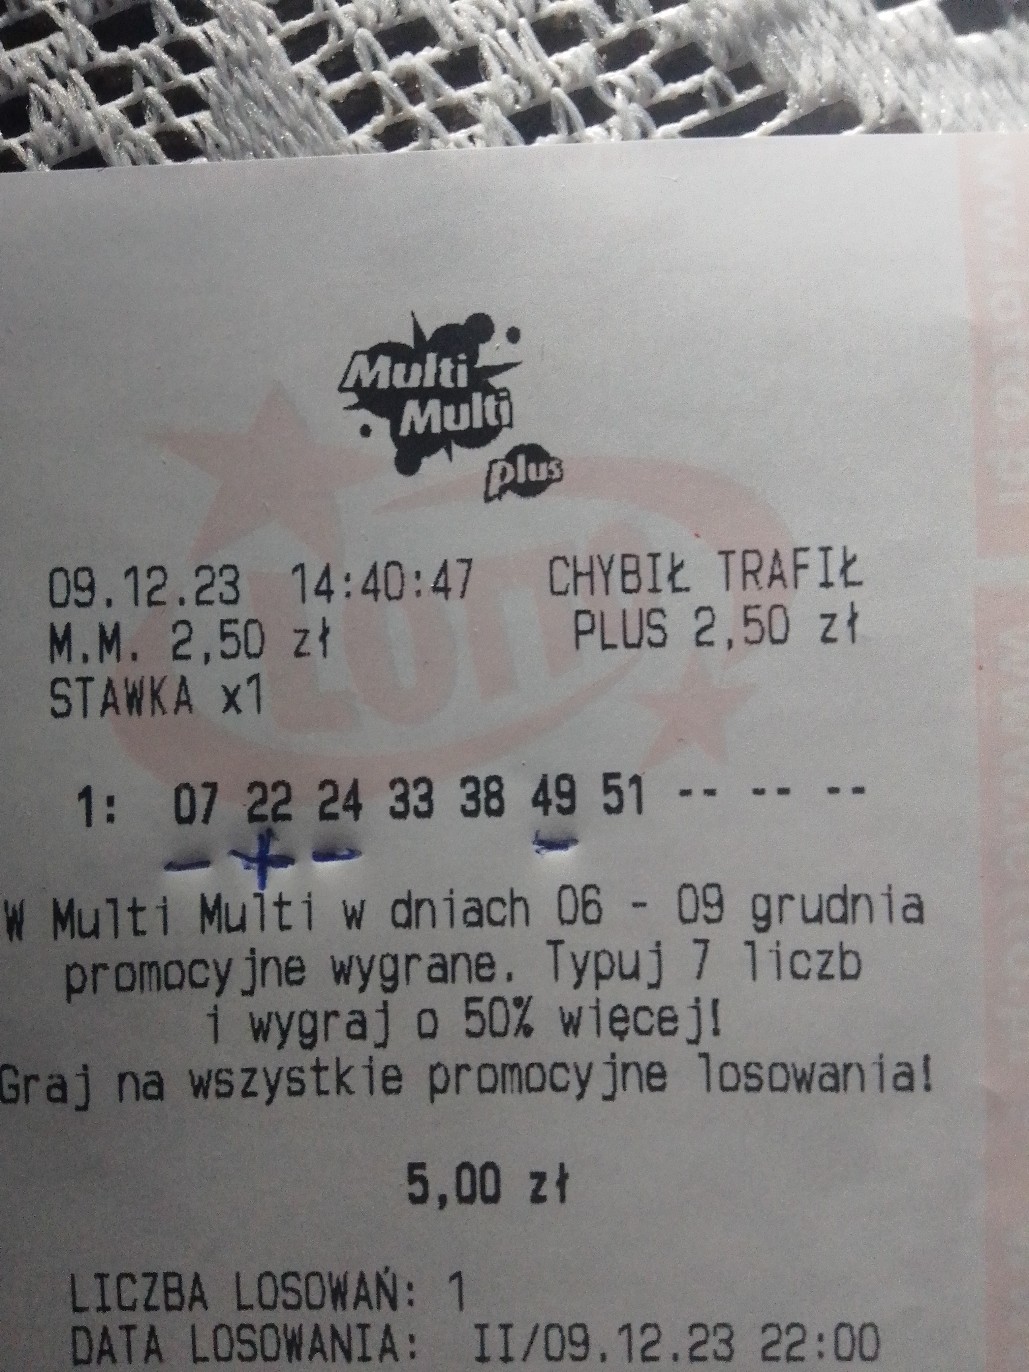 Multi
Multi
plus
LOTTO
09.12.23 14:40:47 CHYBIŁ TRAFIŁ
M.M. 2,50 zł PLUS 2,50 zł
STAWKA x1
1: 07 22 24 33 38 49 51 -- -- --
W Multi Multi w dniach 06 - 09 grudnia
promocyjne wygrane. Typuj 7 liczb
i wygraj o 50% więcej!
Graj na wszystkie promocyjne losowania!
5,00 zł
LICZBA LOSOWAŃ: 1
DATA LOSOWANIA: II/09.12.23 22:00